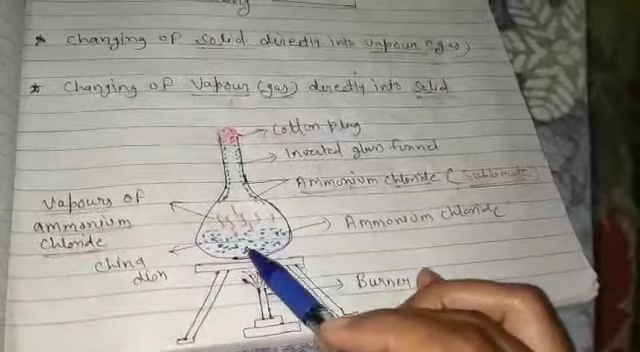 * Changing of solid directly into vapour (gas)
* Changing of Vapour (gas) directly into solid
Cotton plug
Inverted glass funnel
Ammonium chloride (Sublimate)
Vapours of
ammonium
chloride
Ammonium chloride
China
dish
Burner